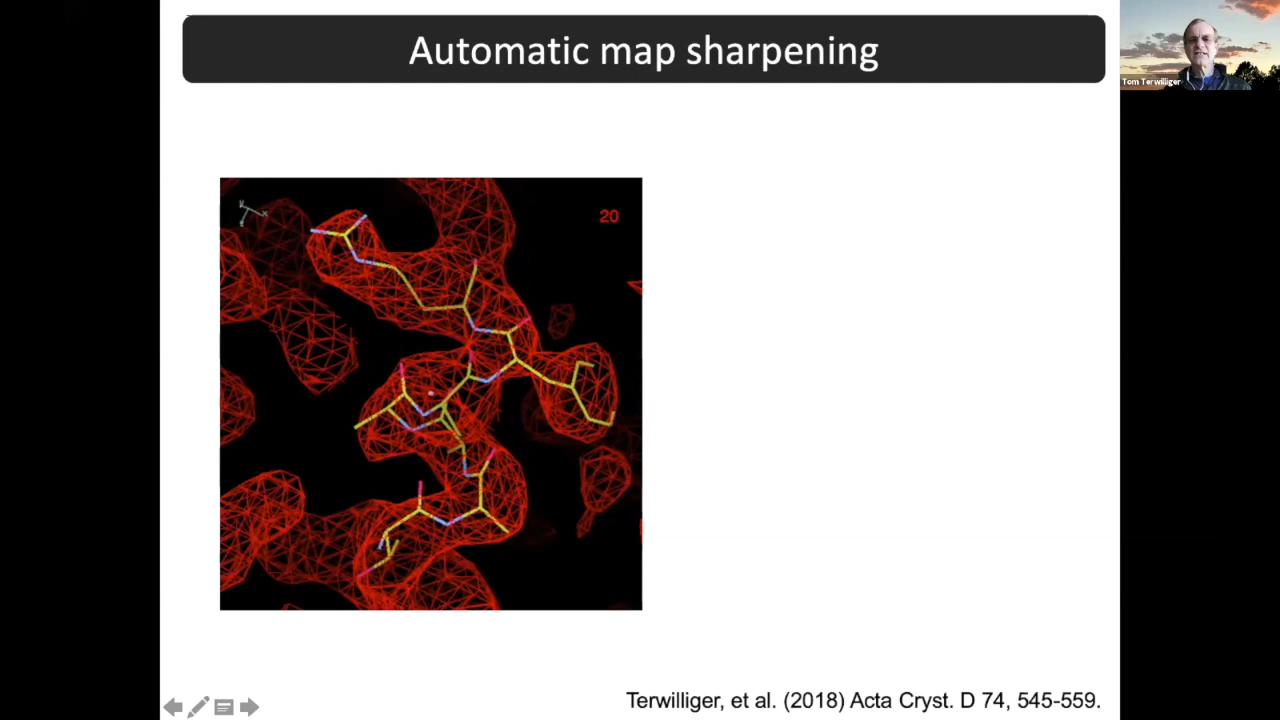 Automatic map sharpening
Tom Terwilliger
20
Terwilliger, et al. (2018) Acta Cryst. D 74, 545-559.